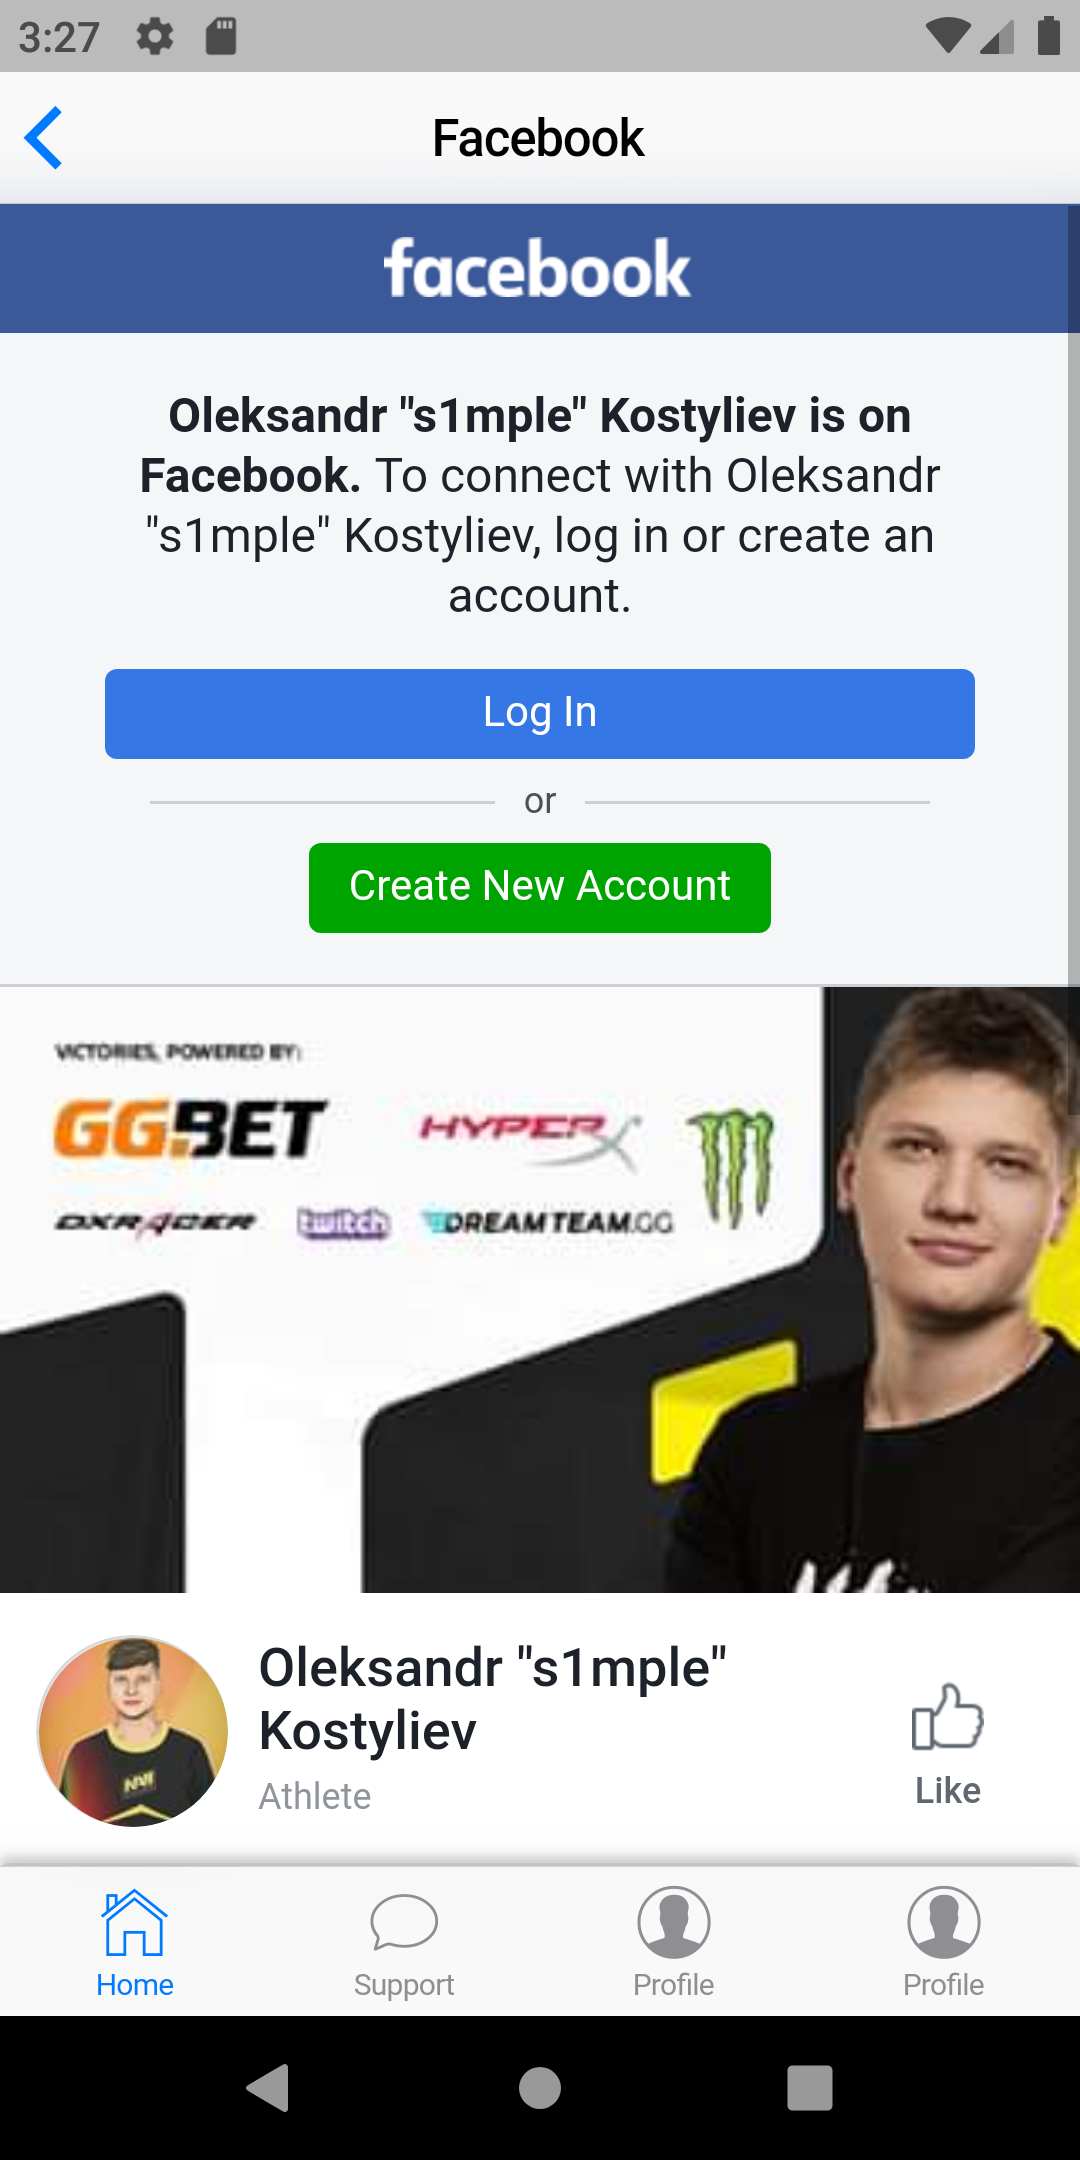 3:27
Facebook
facebook
Oleksandr "s1mple" Kostyliev is on
Facebook. To connect with Oleksandr
"s1mple" Kostyliev, log in or create an
account.
Log In
or
Create New Account
VICTORIES, POWERED BY:
GG.BET HYPERX
DXRACER twitch DREAMTEAM.GG
Oleksandr "s1mple"
Kostyliev
Athlete
Like
Home Support Profile Profile